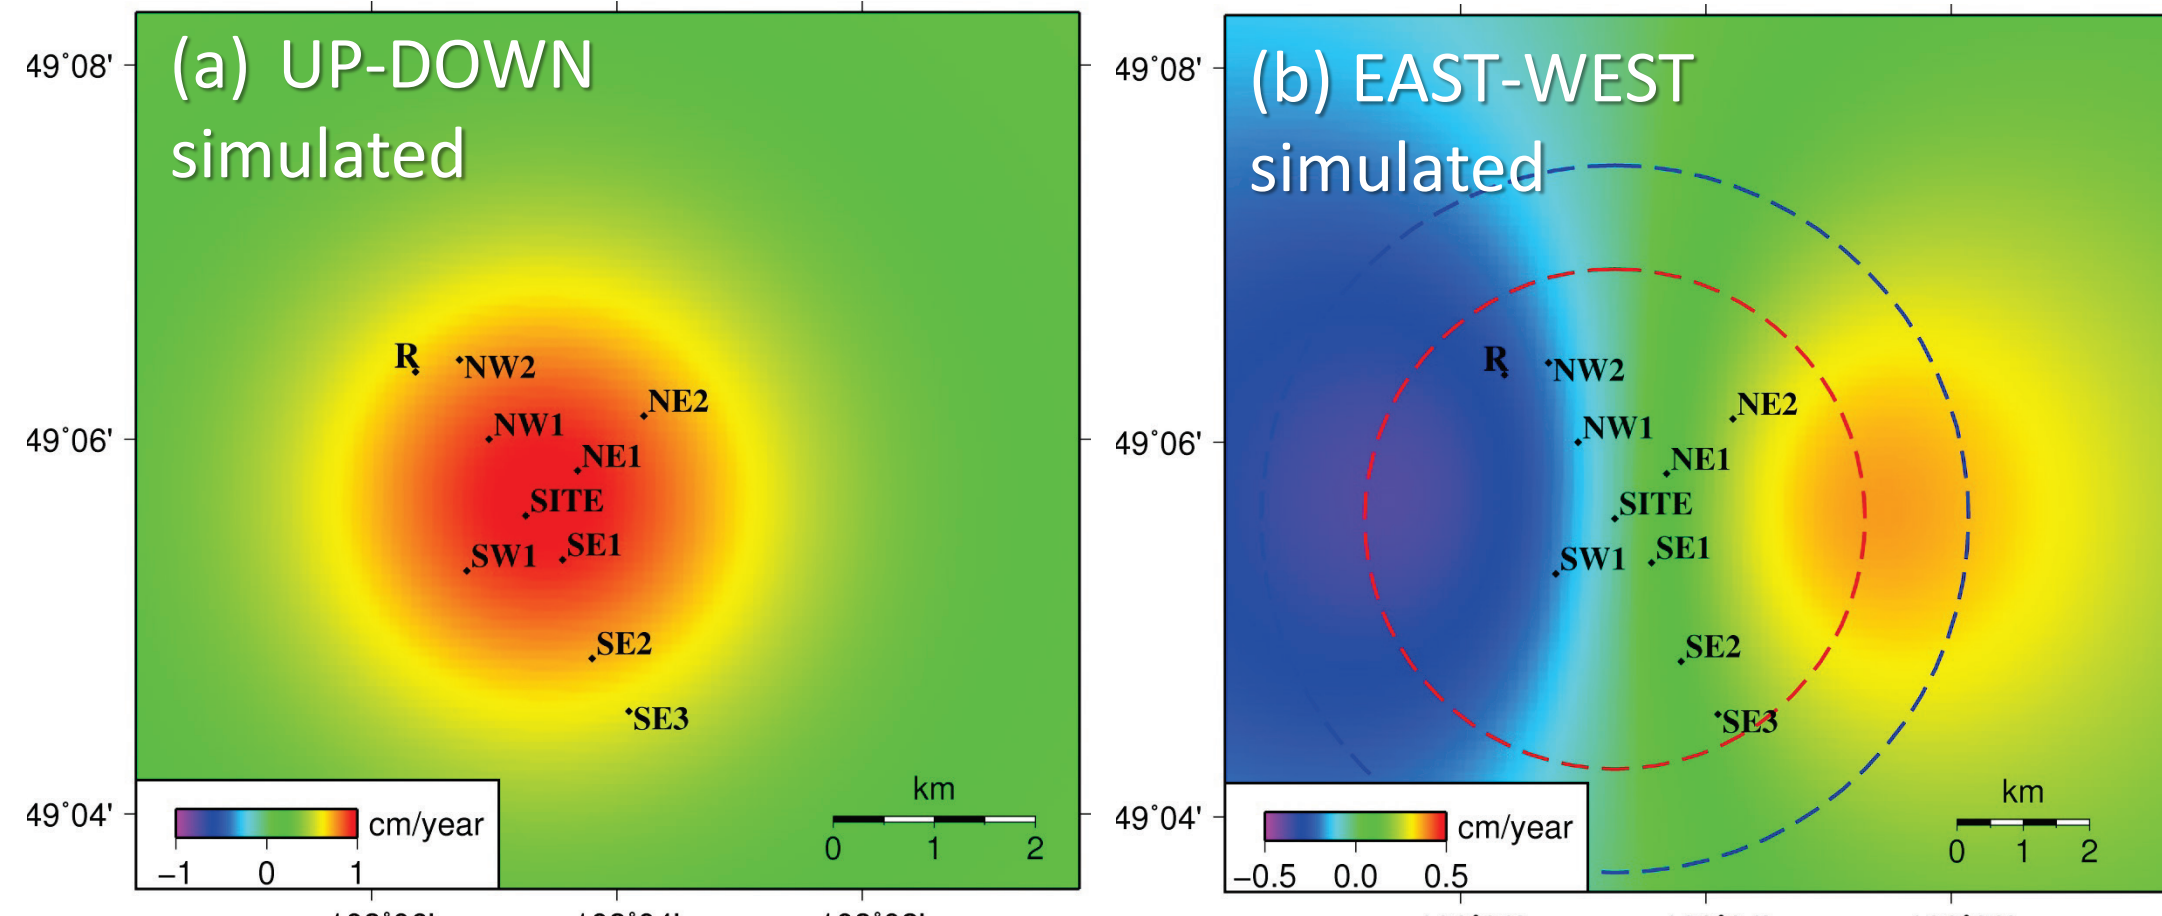 (a) UP-DOWN
simulated
49°08'
49°06'
49°04'
R
NW2
NE2
NW1
NE1
SITE
SW1
SE1
SE2
SE3
−1 0 1
cm/year
km
0 1 2
(b) EAST-WEST
simulated
49°08'
49°06'
49°04'
R
NW2
NE2
NW1
NE1
SITE
SW1
SE1
SE2
SE3
−0.5 0.0 0.5
cm/year
km
0 1 2